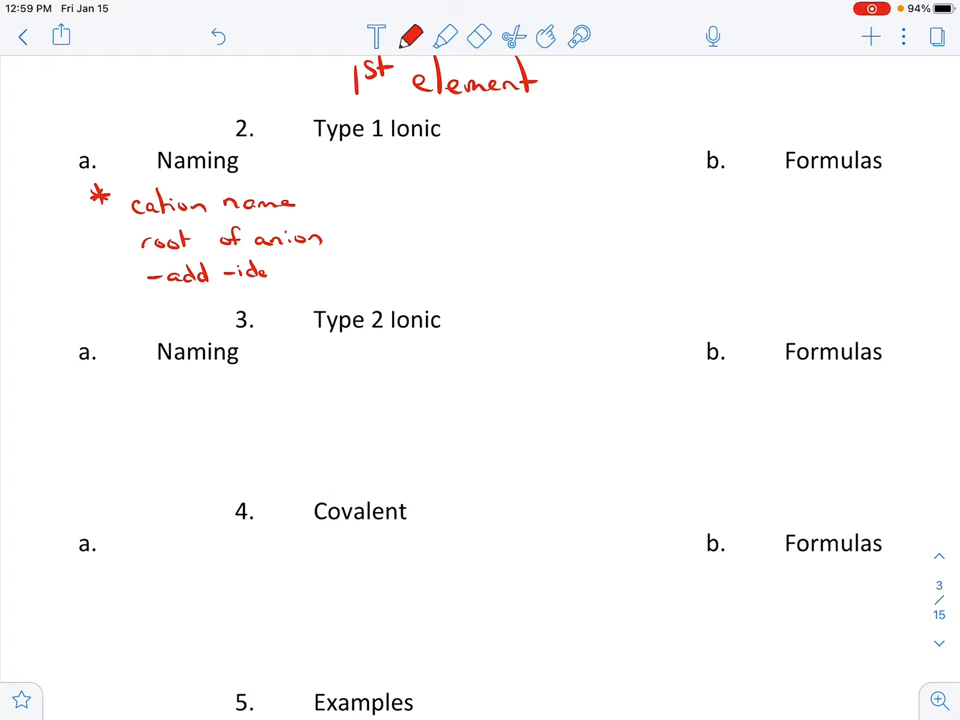 12:59 PM Fri Jan 15 94%
1st element
2. Type 1 Ionic
a. Naming b. Formulas
* cation name
root of anion
-add -ide
3. Type 2 Ionic
a. Naming b. Formulas
4. Covalent
a. b. Formulas
3
/
15
5. Examples